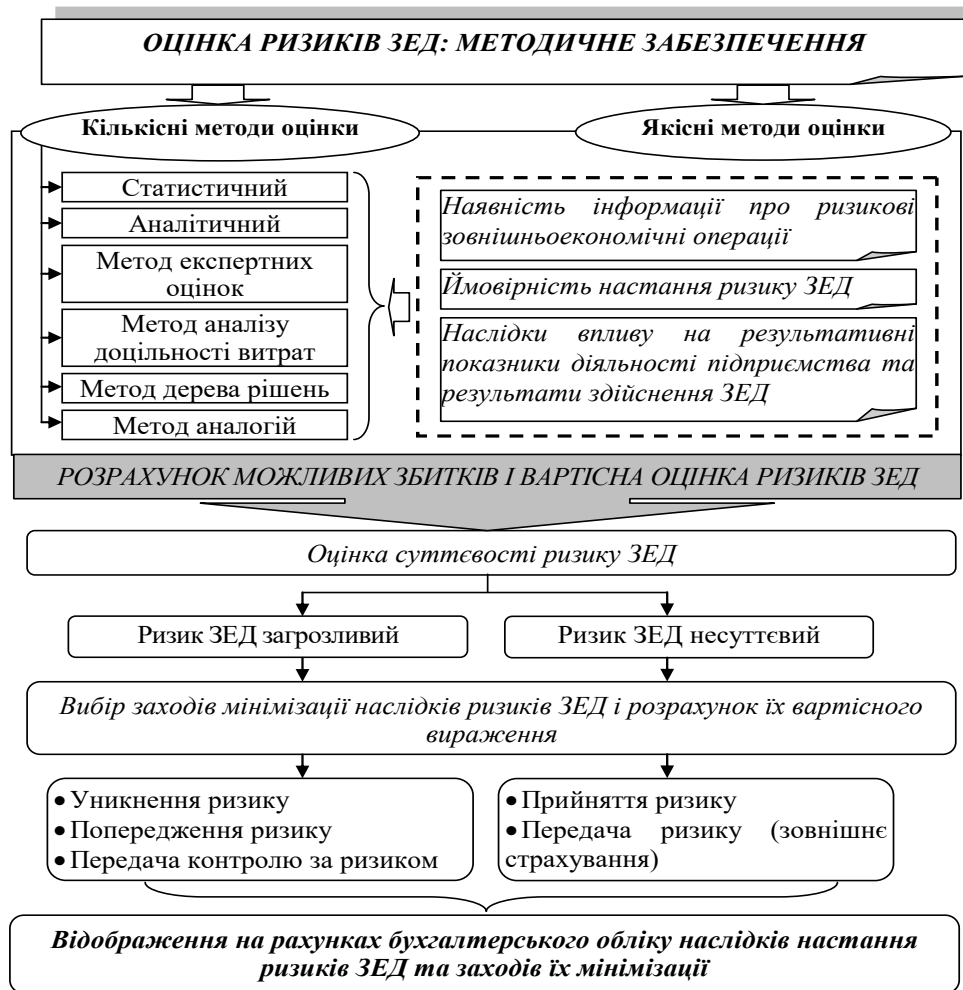 ОЦІНКА РИЗИКІВ ЗЕД: МЕТОДИЧНЕ ЗАБЕЗПЕЧЕННЯ
Кількісні методи оцінки
Якісні методи оцінки
Статистичний
Аналітичний
Метод експертних
оцінок
Метод аналізу
доцільності витрат
Метод дерева рішень
Метод аналогій
Наявність інформації про ризикові
зовнішньоекономічні операції
Ймовірність настання ризику ЗЕД
Наслідки впливу на результативні
показники діяльності підприємства та
результати здійснення ЗЕД
РОЗРАХУНОК МОЖЛИВИХ ЗБИТКІВ І ВАРТІСНА ОЦІНКА РИЗИКІВ ЗЕД
Оцінка суттєвості ризику ЗЕД
Ризик ЗЕД загрозливий
Ризик ЗЕД несуттєвий
Вибір заходів мінімізації наслідків ризиків ЗЕД і розрахунок їх вартісного
вираження
• Уникнення ризику
• Попередження ризику
• Передача контролю за ризиком
• Прийняття ризику
• Передача ризику (зовнішнє
страхування)
Відображення на рахунках бухгалтерського обліку наслідків настання
ризиків ЗЕД та заходів їх мінімізації